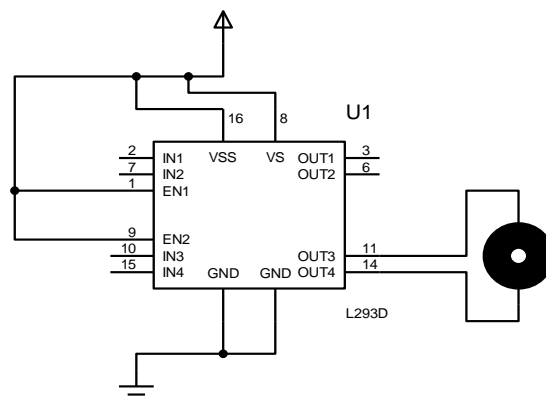 U1
16 8
2 IN1 VSS VS OUT1 3
7 IN2 OUT2 6
1 EN1
9 EN2
10 IN3 OUT3 11
15 IN4 GND GND OUT4 14
L293D